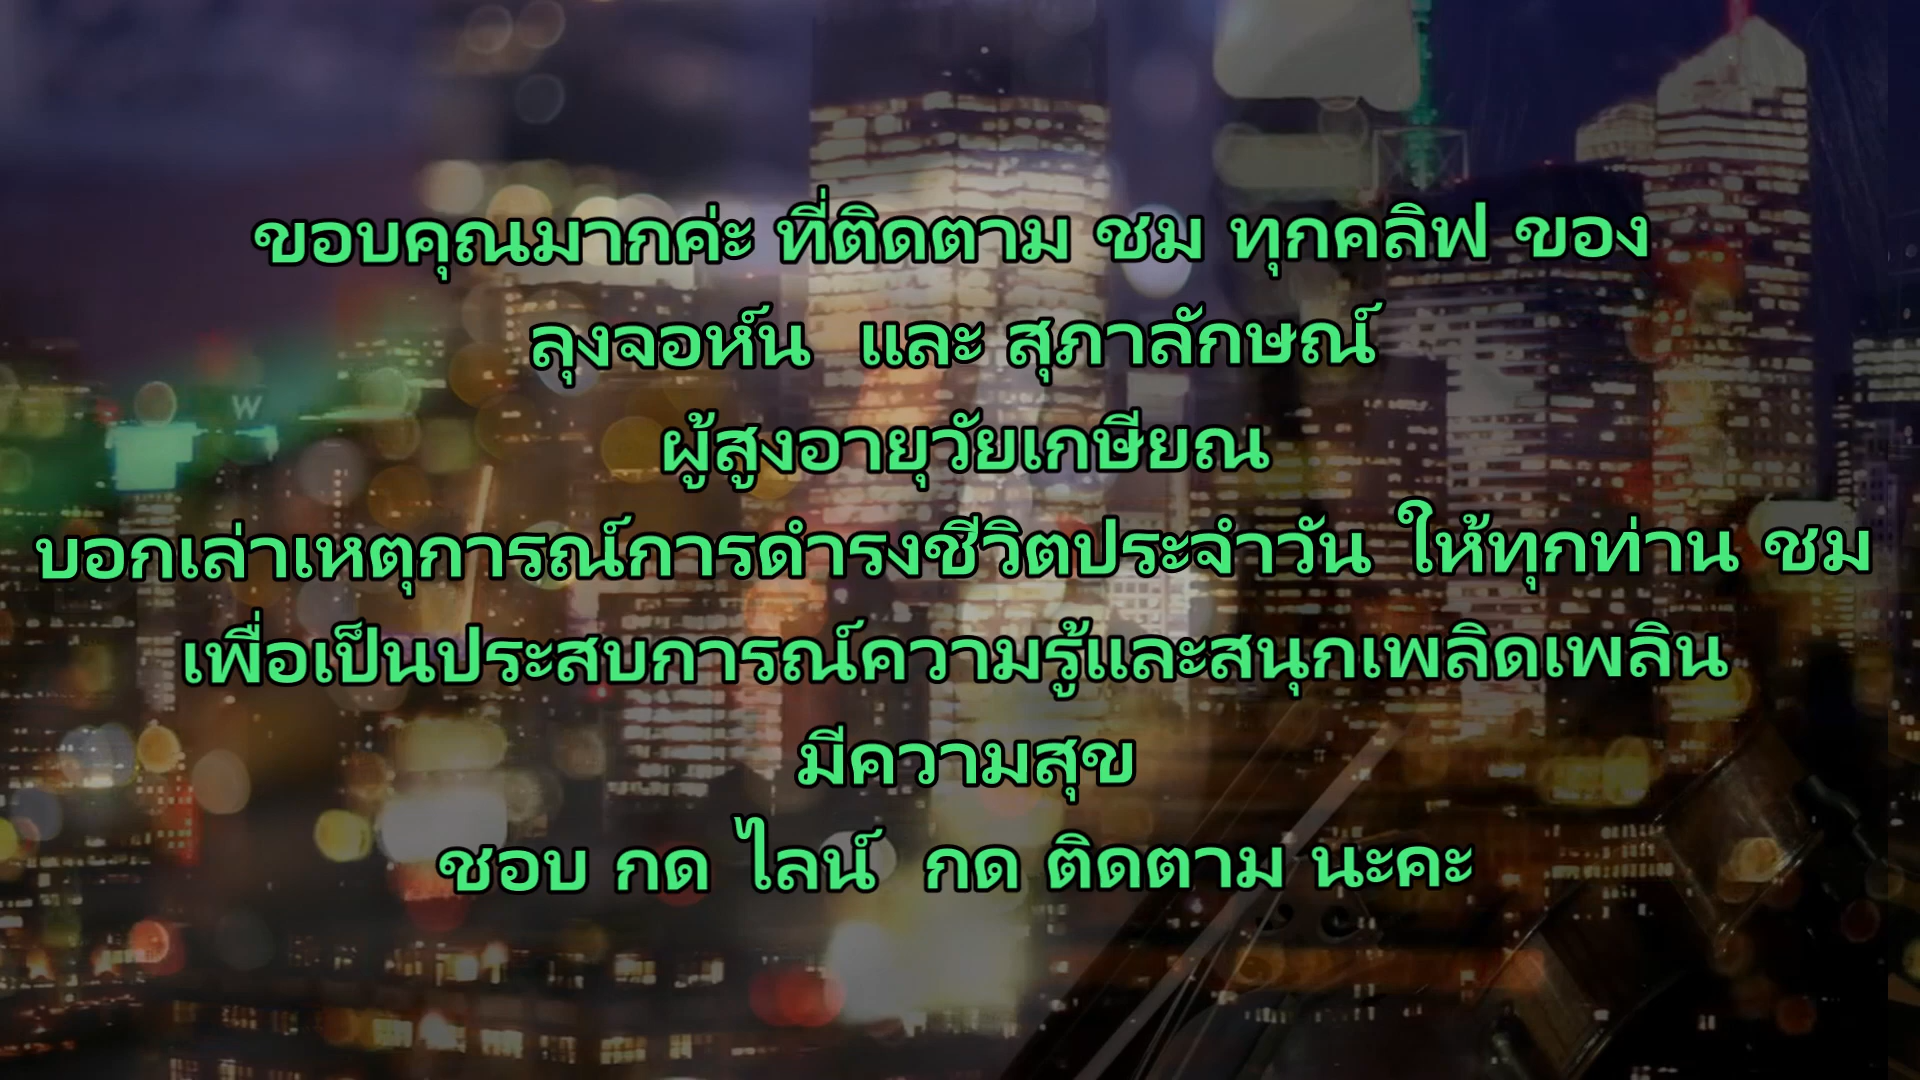 ขอบคุณมากค่ะ ที่ติดตาม ชม ทุกคลิฟ ของ
ลุงจอห์น และ สุภาลักษณ์
ผู้สูงอายุวัยเกษียณ
บอกเล่าเหตุการณ์การดำรงชีวิตประจำวัน ให้ทุกท่าน ชม
เพื่อเป็นประสบการณ์ความรู้และสนุกเพลิดเพลิน
มีความสุข
ชอบ กด ไลน์ กด ติดตาม นะคะ
W